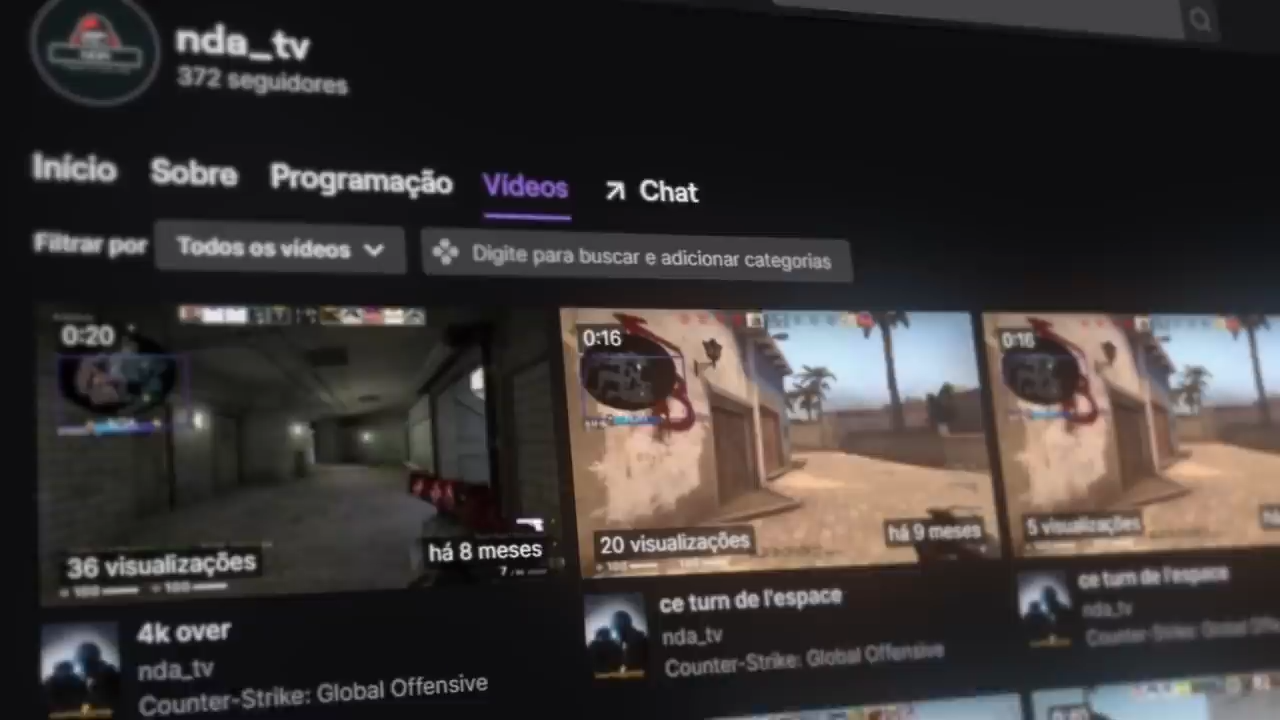 nda_tv
372 seguidores
Início Sobre Programação Vídeos Chat
Filtrar por Todos os vídeos Digite para buscar e adicionar categorias
0:20 0:16 0:16
36 visualizações há 8 meses 20 visualizações há 9 meses 5 visualizações
4k over ce turn de l'espace ce turn de l'espace
nda_tv nda_tv nda_tv
Counter-Strike: Global Offensive Counter-Strike: Global Offensive Counter-Strike: Global